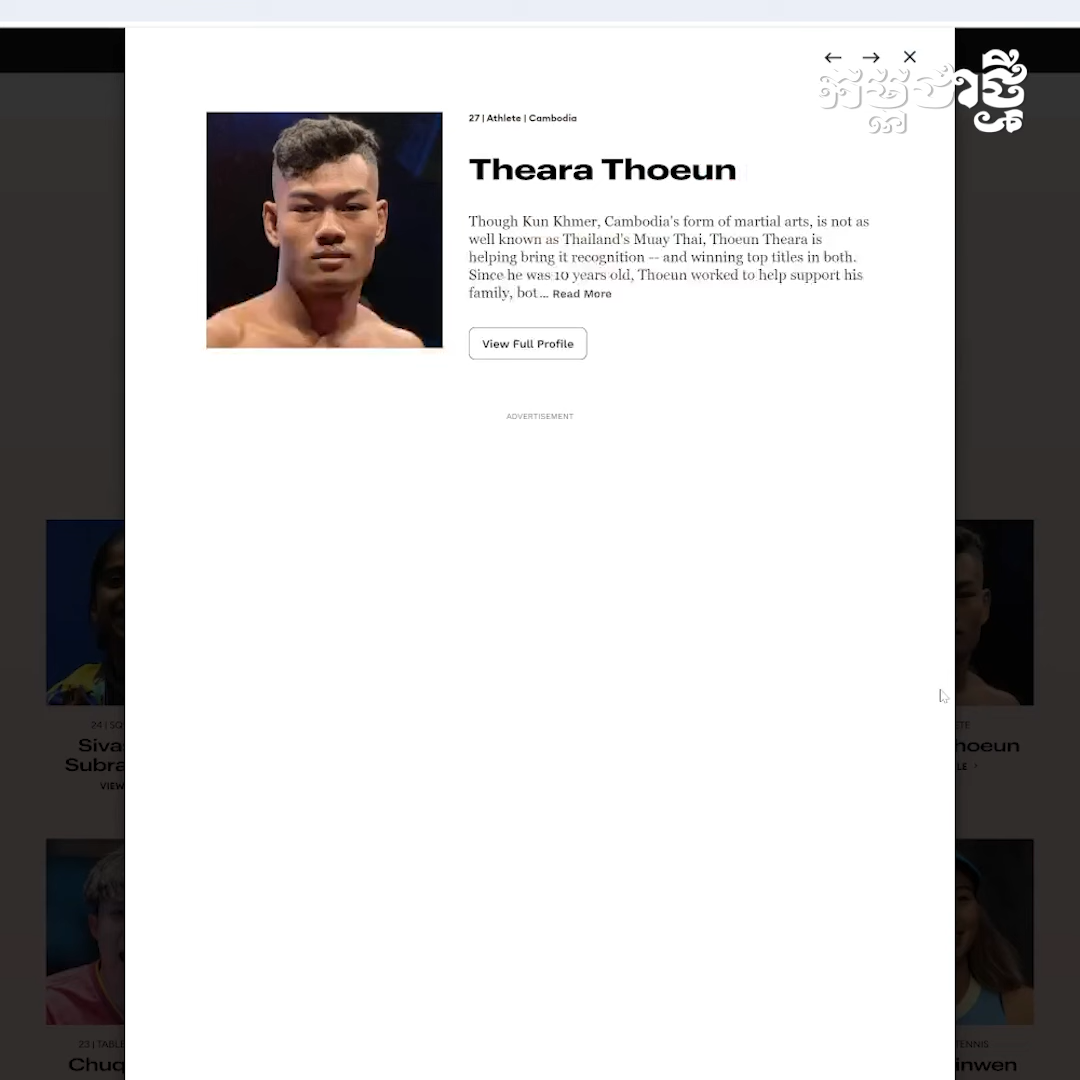 27 | Athlete | Cambodia
Theara Thoeun
Though Kun Khmer, Cambodia's form of martial arts, is not as
well known as Thailand's Muay Thai, Thoeun Theara is
helping bring it recognition -- and winning top titles in both.
Since he was 10 years old, Thoeun worked to help support his
family, bot... Read More
View Full Profile
ADVERTISEMENT
24 | SQ
Siva
Subra
VIEW
TE
hoeun
LE
23 | TABLE
Chuq
TENNIS
inwen